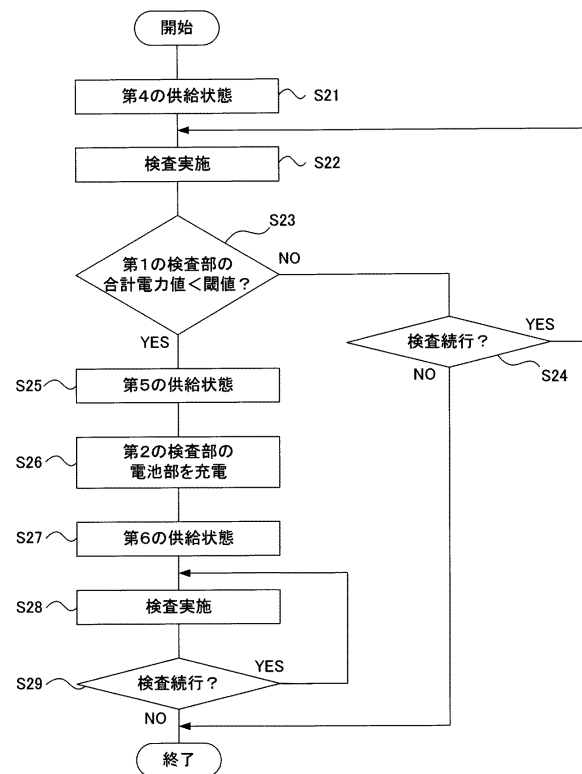 開始
第4の供給状態
S21
検査実施
S22
S23
第1の検査部の
合計電力値＜閾値？
NO
YES
検査続行？
YES
NO
S24
S25
第5の供給状態
S26
第2の検査部の
電池部を充電
S27
第6の供給状態
S28
検査実施
S29
検査続行？
YES
NO
終了